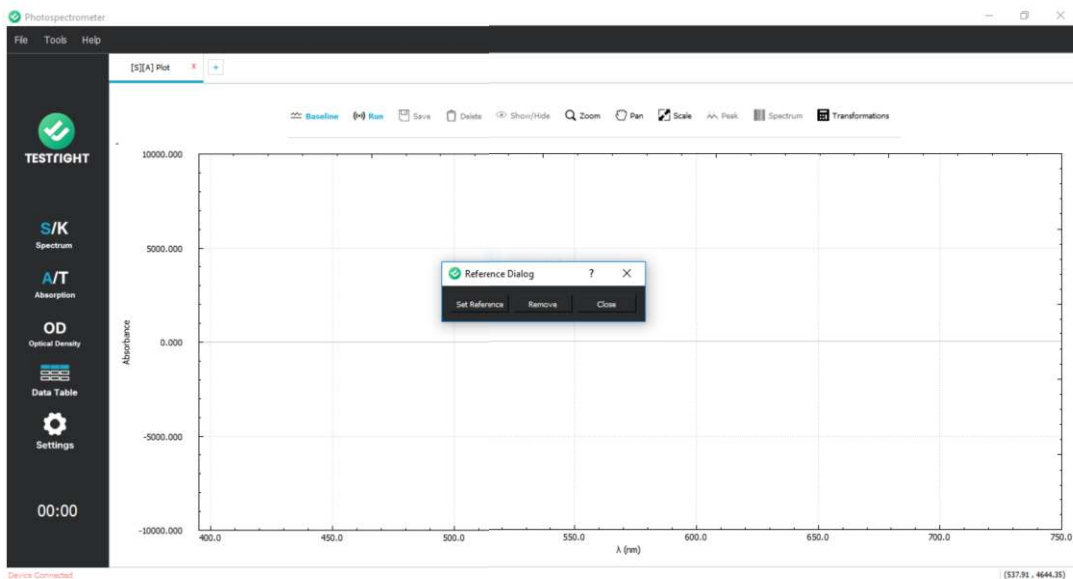 Photospectrometer
File Tools Help
[S][A] Plot x +
Baseline Run Save Delete Show/Hide Zoom Pan Scale Peak Spectrum Transformations
TESTrIGHT
S/K
Spectrum
A/T
Absorption
OD
Optical Density
Data Table
Settings
00:00
10000.000
5000.000
0.000
-5000.000
-10000.000
Absorbance
Reference Dialog ? X
Set Reference Remove Close
400.0 450.0 500.0 550.0 600.0 650.0 700.0 750.0
λ (nm)
Device Connected
(537.91 , 4644.35)